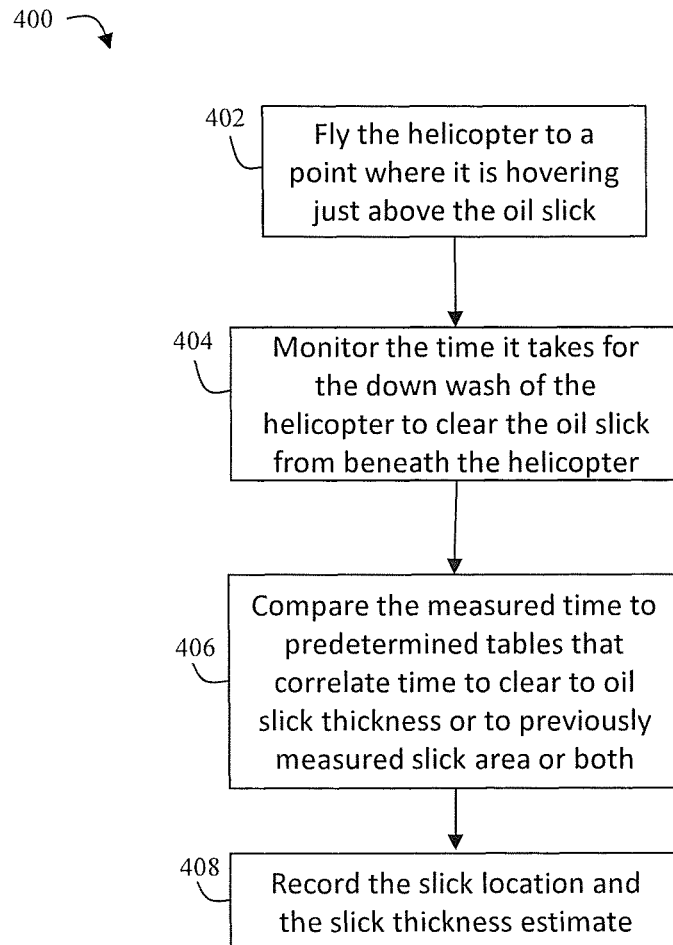 400
402
Fly the helicopter to a
point where it is hovering
just above the oil slick
404
Monitor the time it takes for
the down wash of the
helicopter to clear the oil slick
from beneath the helicopter
406
Compare the measured time to
predetermined tables that
correlate time to clear to oil
slick thickness or to previously
measured slick area or both
408
Record the slick location and
the slick thickness estimate